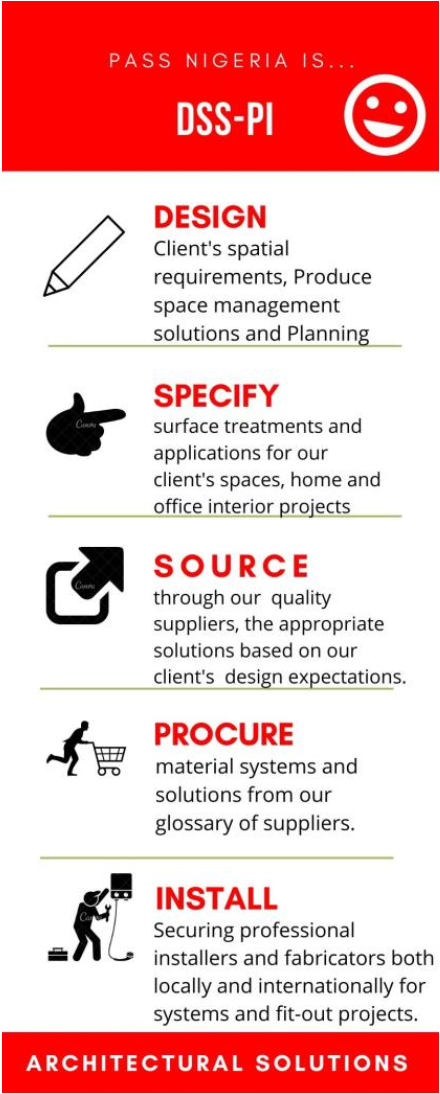 PASS NIGERIA IS...
DSS-PI
DESIGN
Client's spatial
requirements, Produce
space management
solutions and Planning
SPECIFY
Canva
surface treatments and
applications for our
client's spaces, home and
office interior projects
SOURCE
Canva
through our quality
suppliers, the appropriate
solutions based on our
client's design expectations.
PROCURE
material systems and
solutions from our
glossary of suppliers.
INSTALL
Securing professional
installers and fabricators both
locally and internationally for
systems and fit-out projects.
ARCHITECTURAL SOLUTIONS